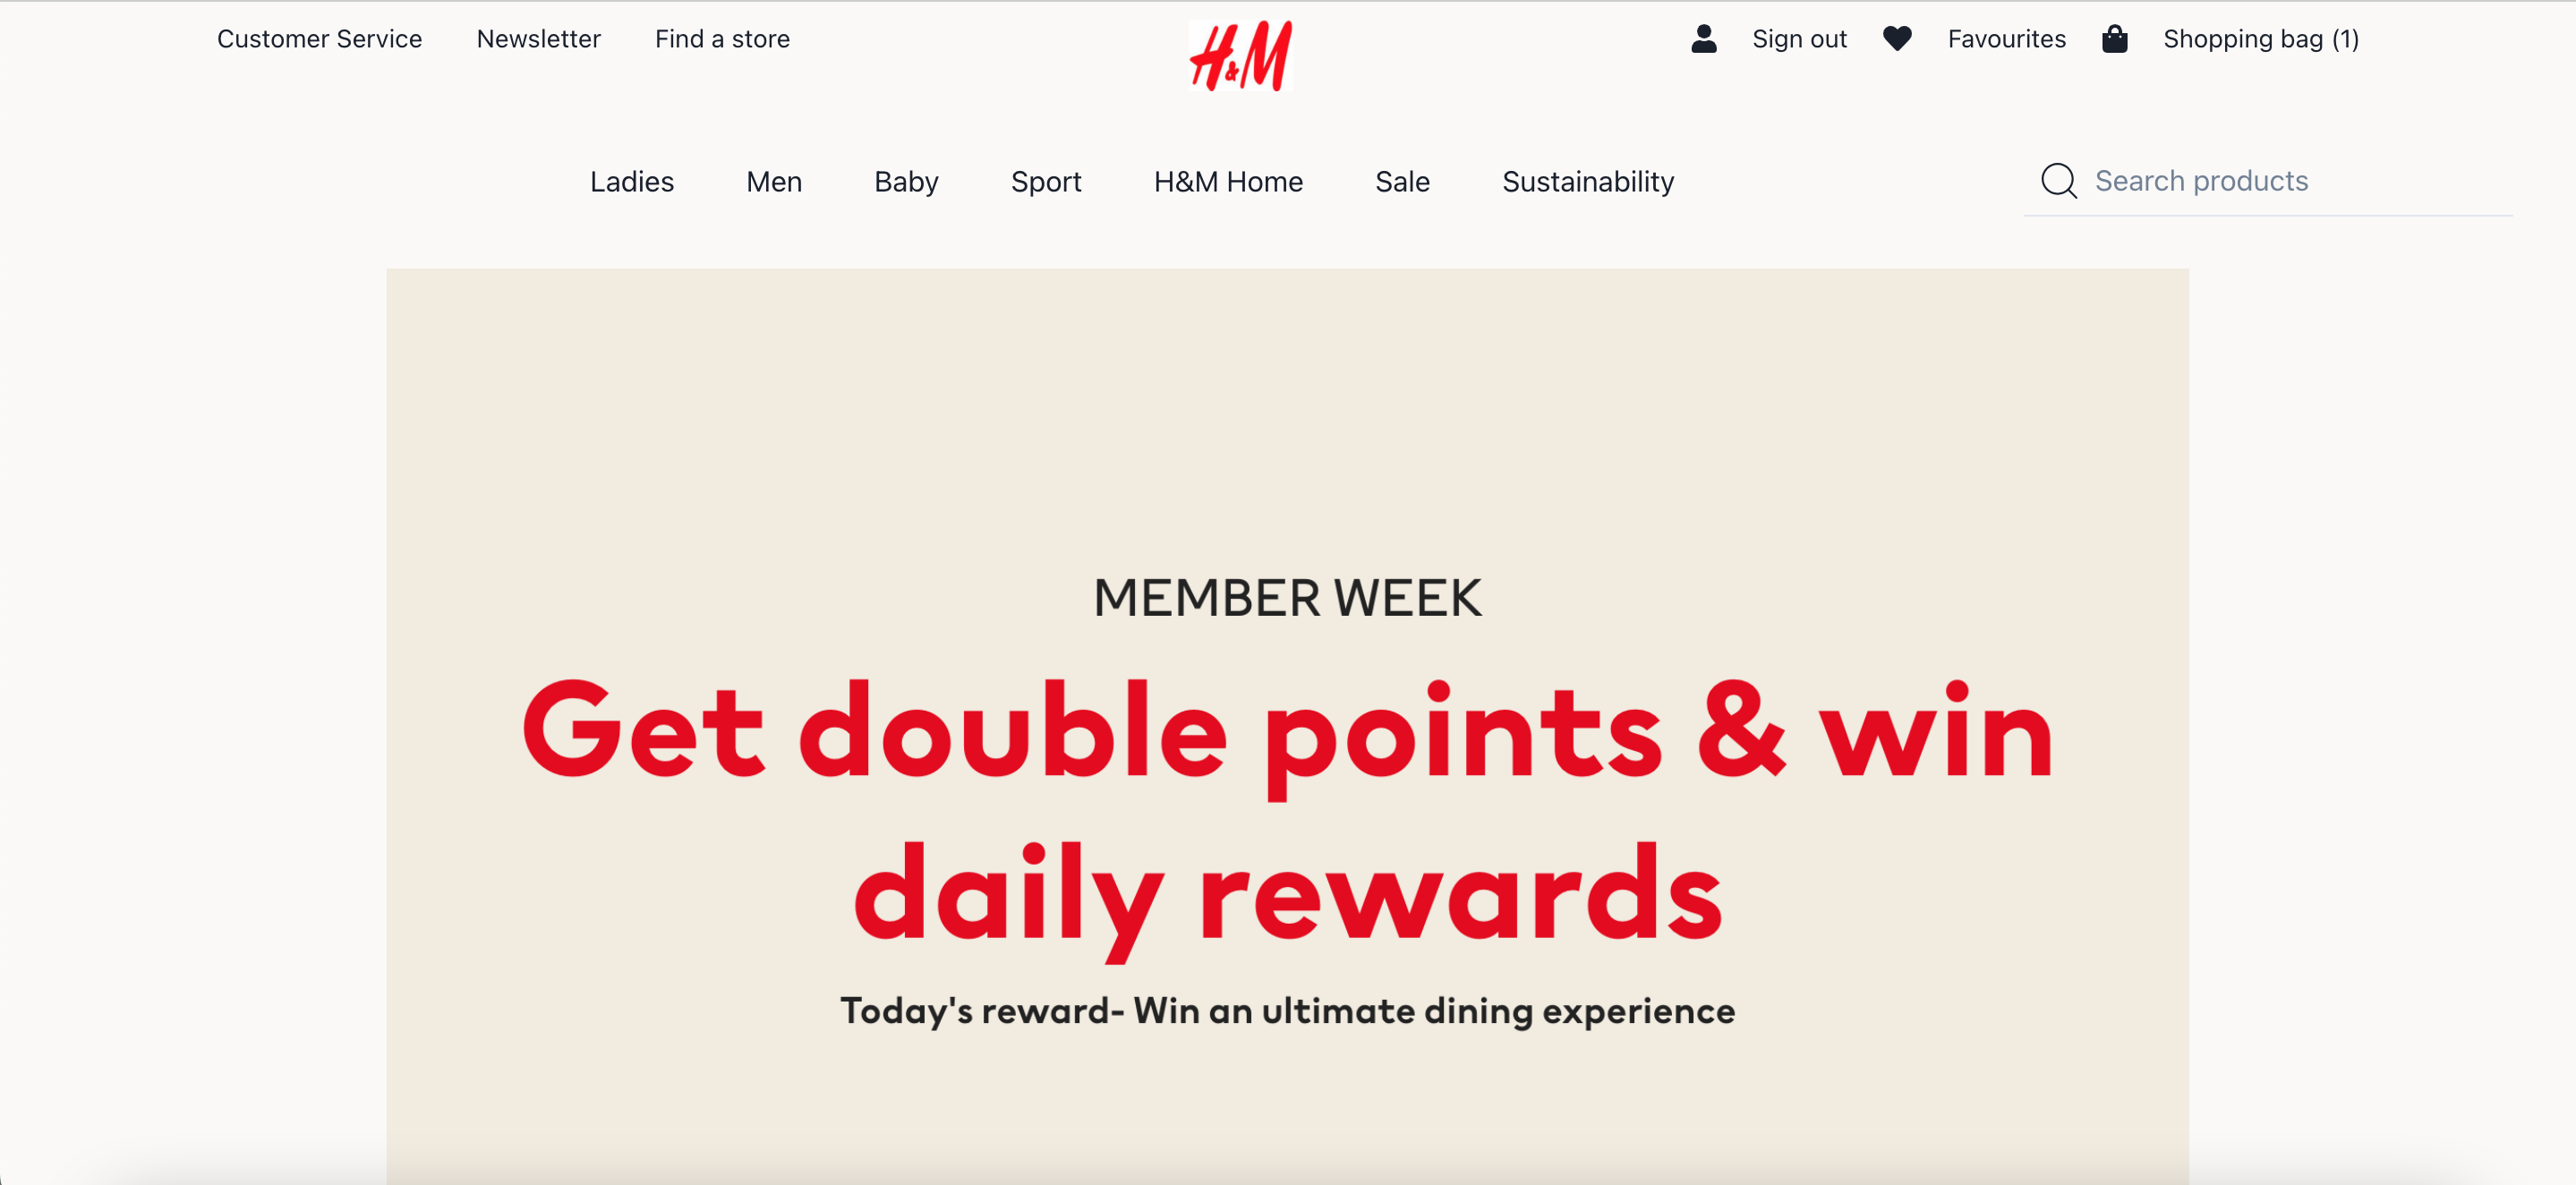 Customer Service Newsletter Find a store
H&M
Sign out Favourites Shopping bag (1)
Ladies Men Baby Sport H&M Home Sale Sustainability
Search products
MEMBER WEEK
Get double points & win
daily rewards
Today's reward- Win an ultimate dining experience